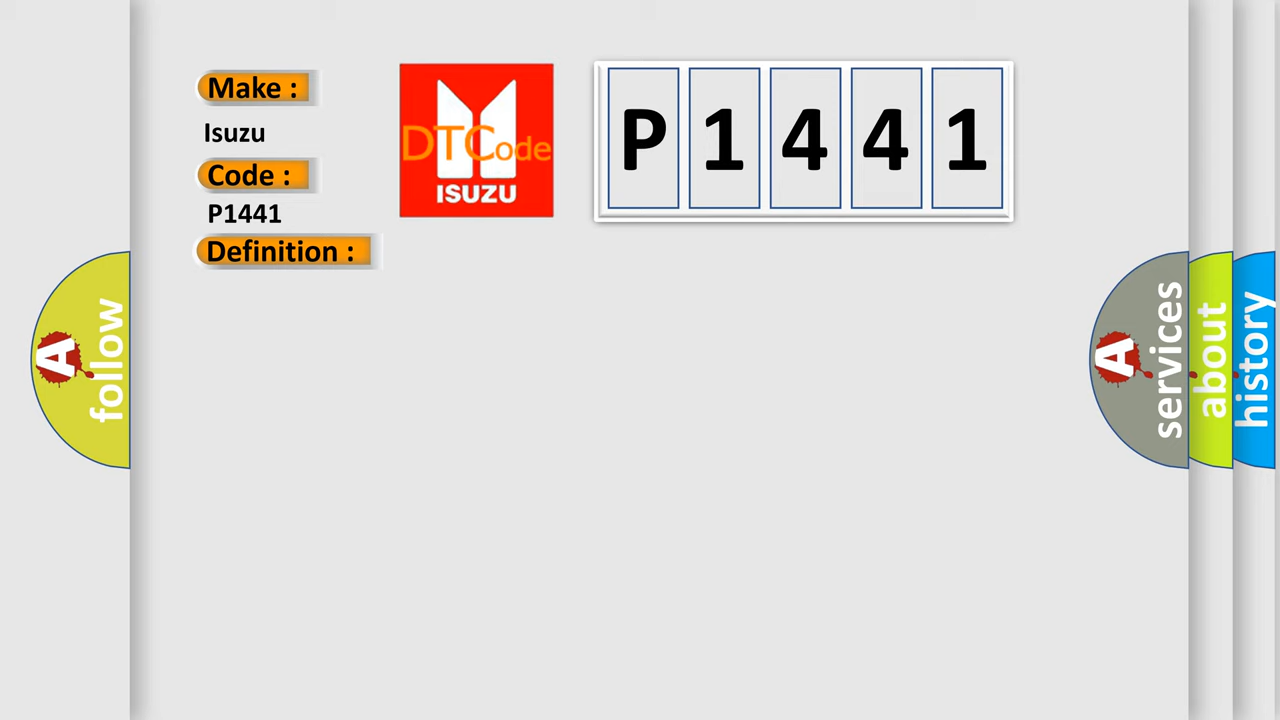 Make :
Isuzu
Code :
P1441
Definition :
DTCode
ISUZU
P 1 4 4 1
A follow
A services
about
history